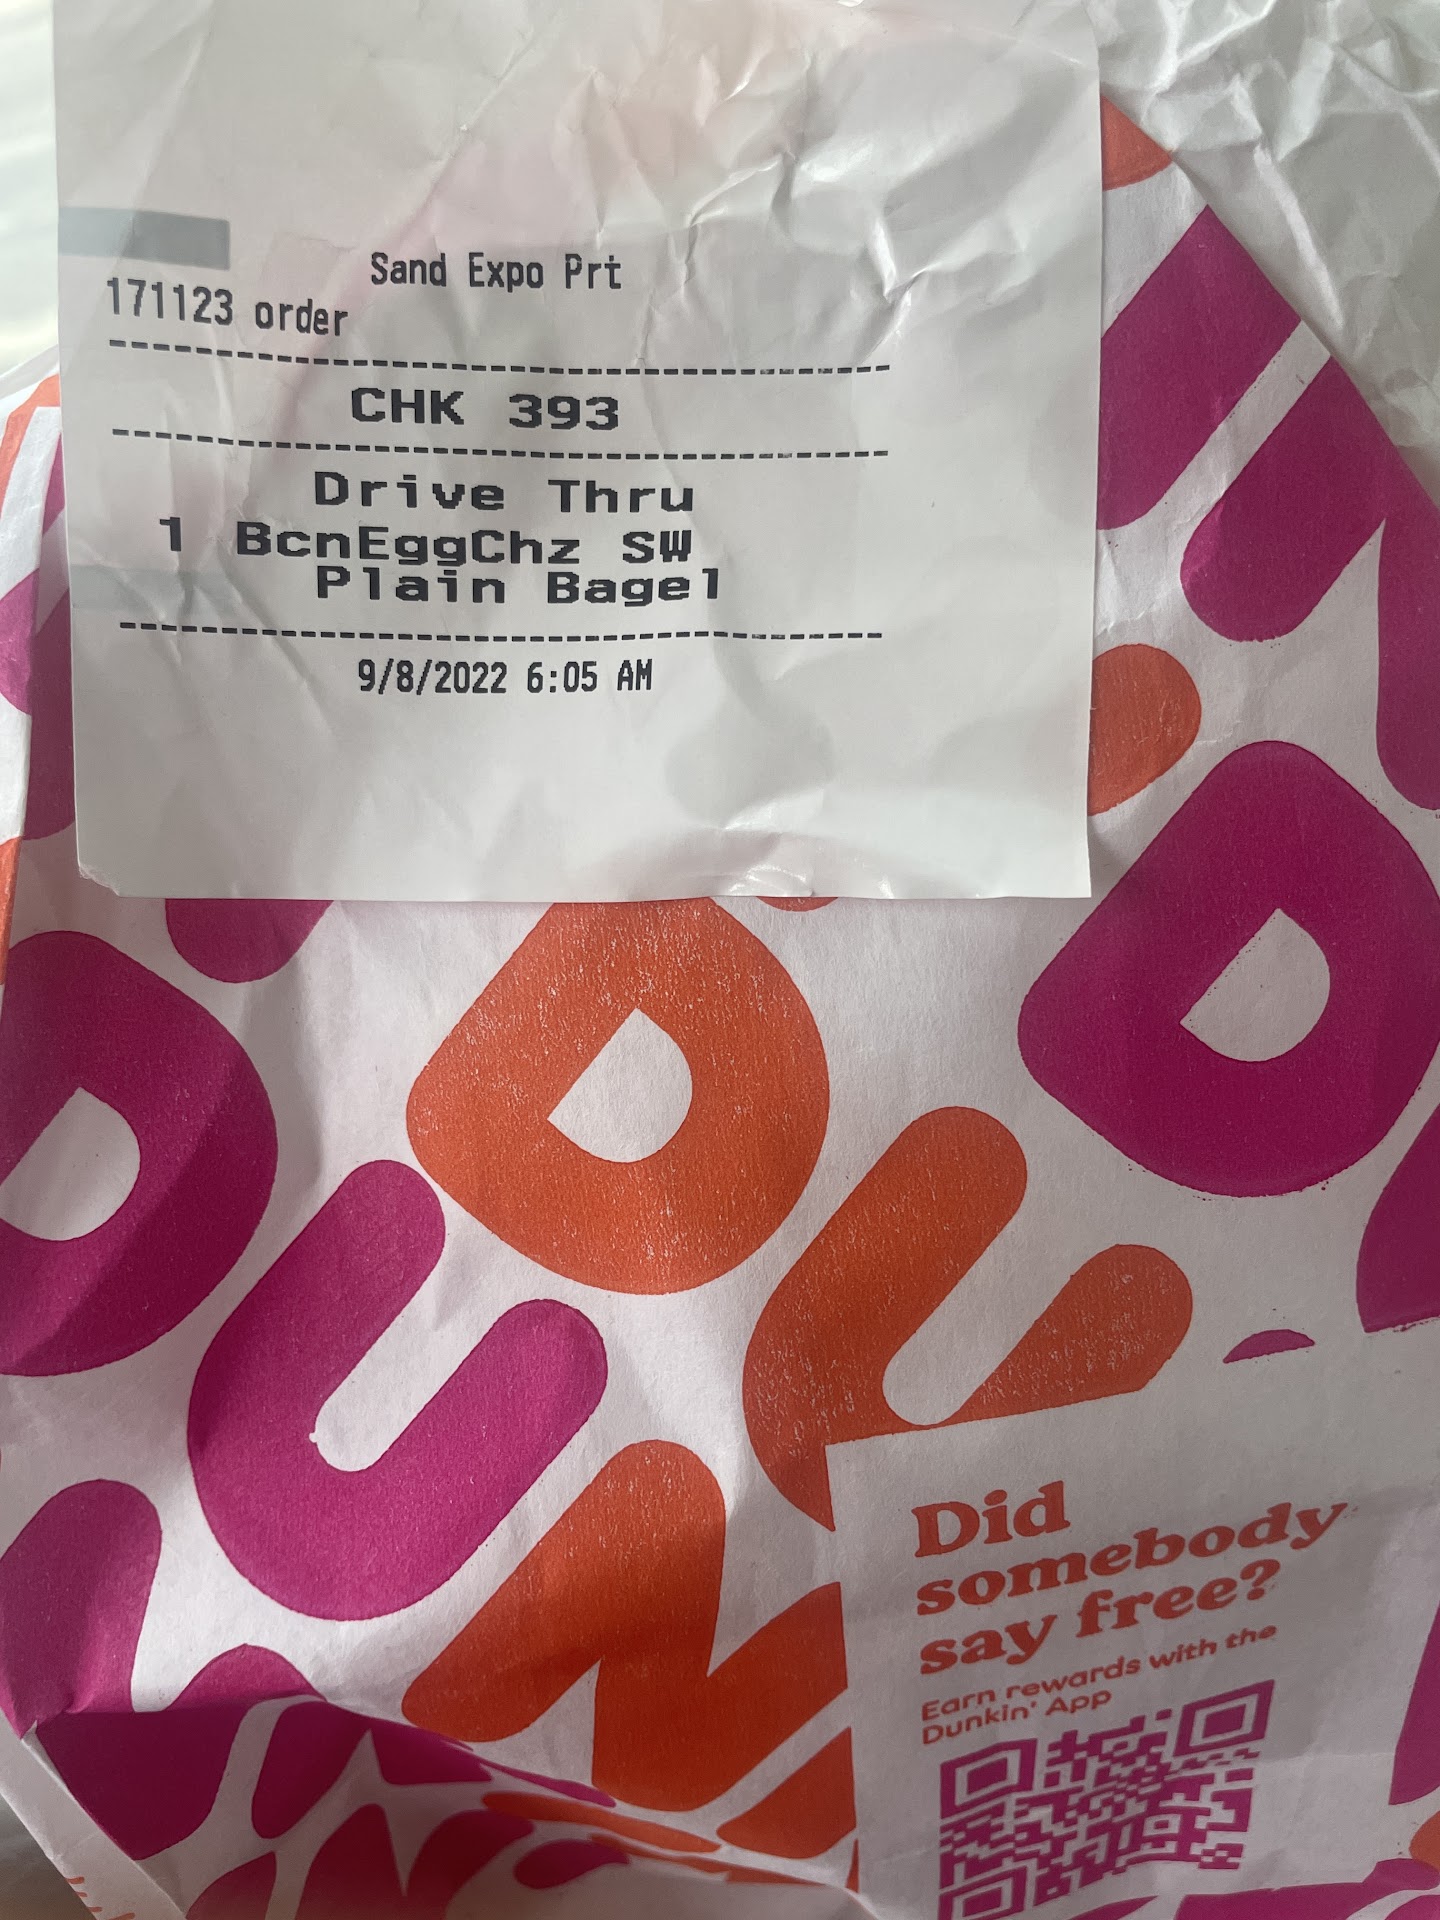 Sand Expo Prt
171123 order
CHK 393
Drive Thru
1 BcnEggChz SW
Plain Bagel
9/8/2022 6:05 AM
Did
somebody
say free?
Earn rewards with the
Dunkin' App